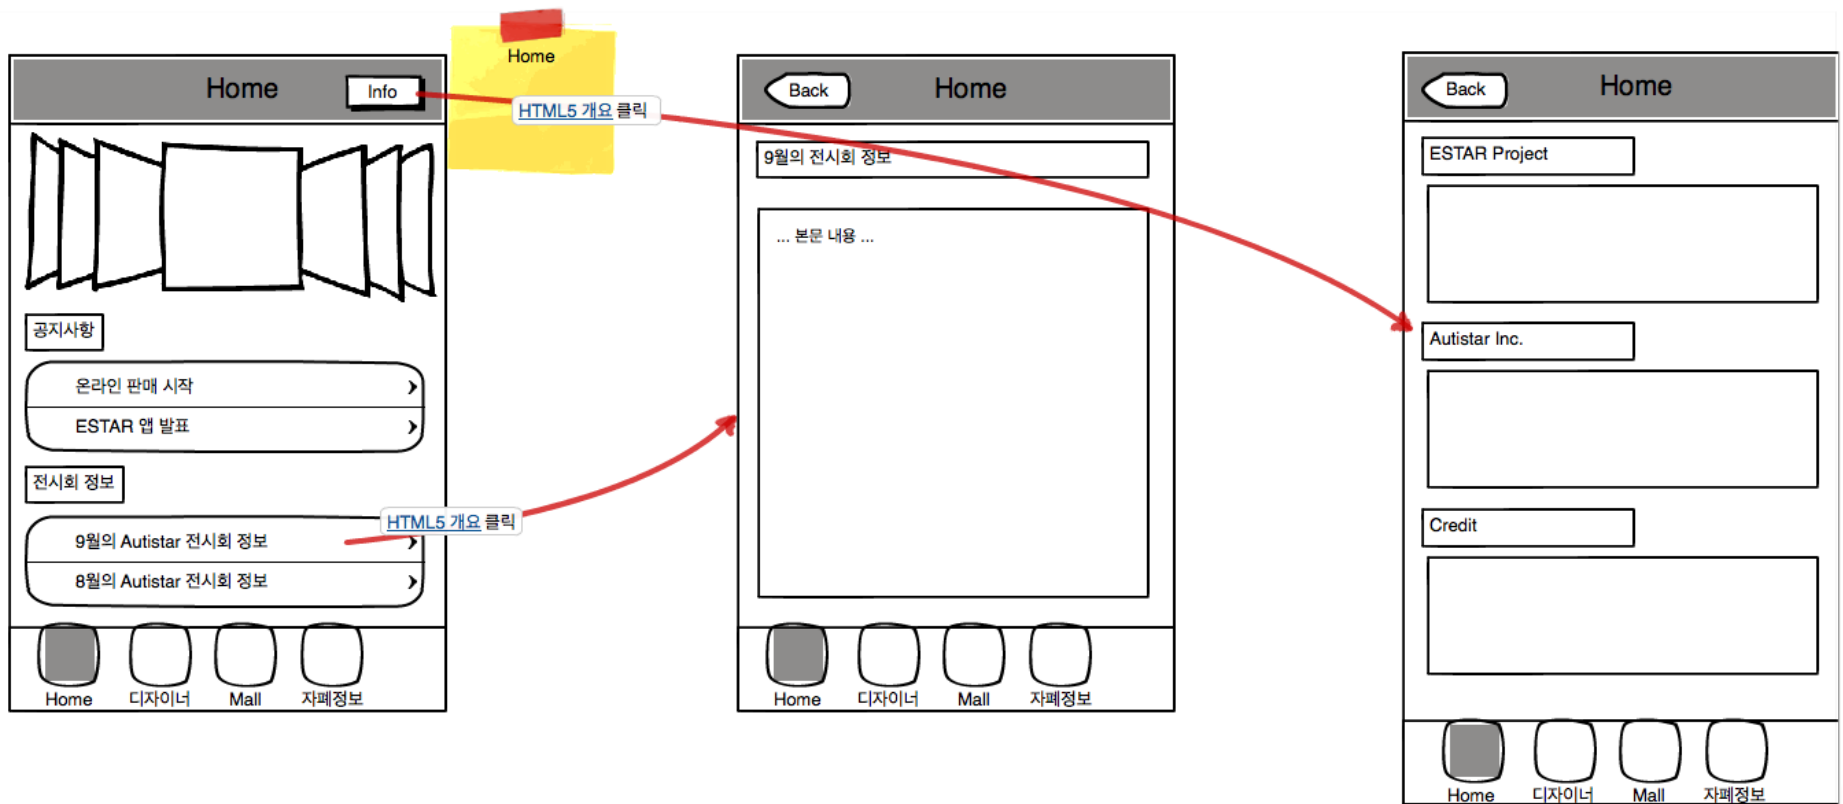 Home
Home
Info
HTML5 개요 클릭
공지사항
온라인 판매 시작
ESTAR 앱 발표
전시회 정보
HTML5 개요 클릭
9월의 Autistar 전시회 정보
8월의 Autistar 전시회 정보
Home
디자이너
Mall
자폐정보
Back
Home
9월의 전시회 정보
... 본문 내용 ...
Home
디자이너
Mall
자폐정보
Back
Home
ESTAR Project
Autistar Inc.
Credit
Home
디자이너
Mall
자폐정보